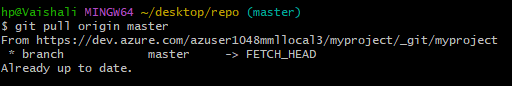 hp@Vaishali MINGW64 ~/desktop/repo (master)
$ git pull origin master
From https://dev.azure.com/azuser1048mmllocal3/myproject/_git/myproject
 * branch            master     -> FETCH_HEAD
Already up to date.